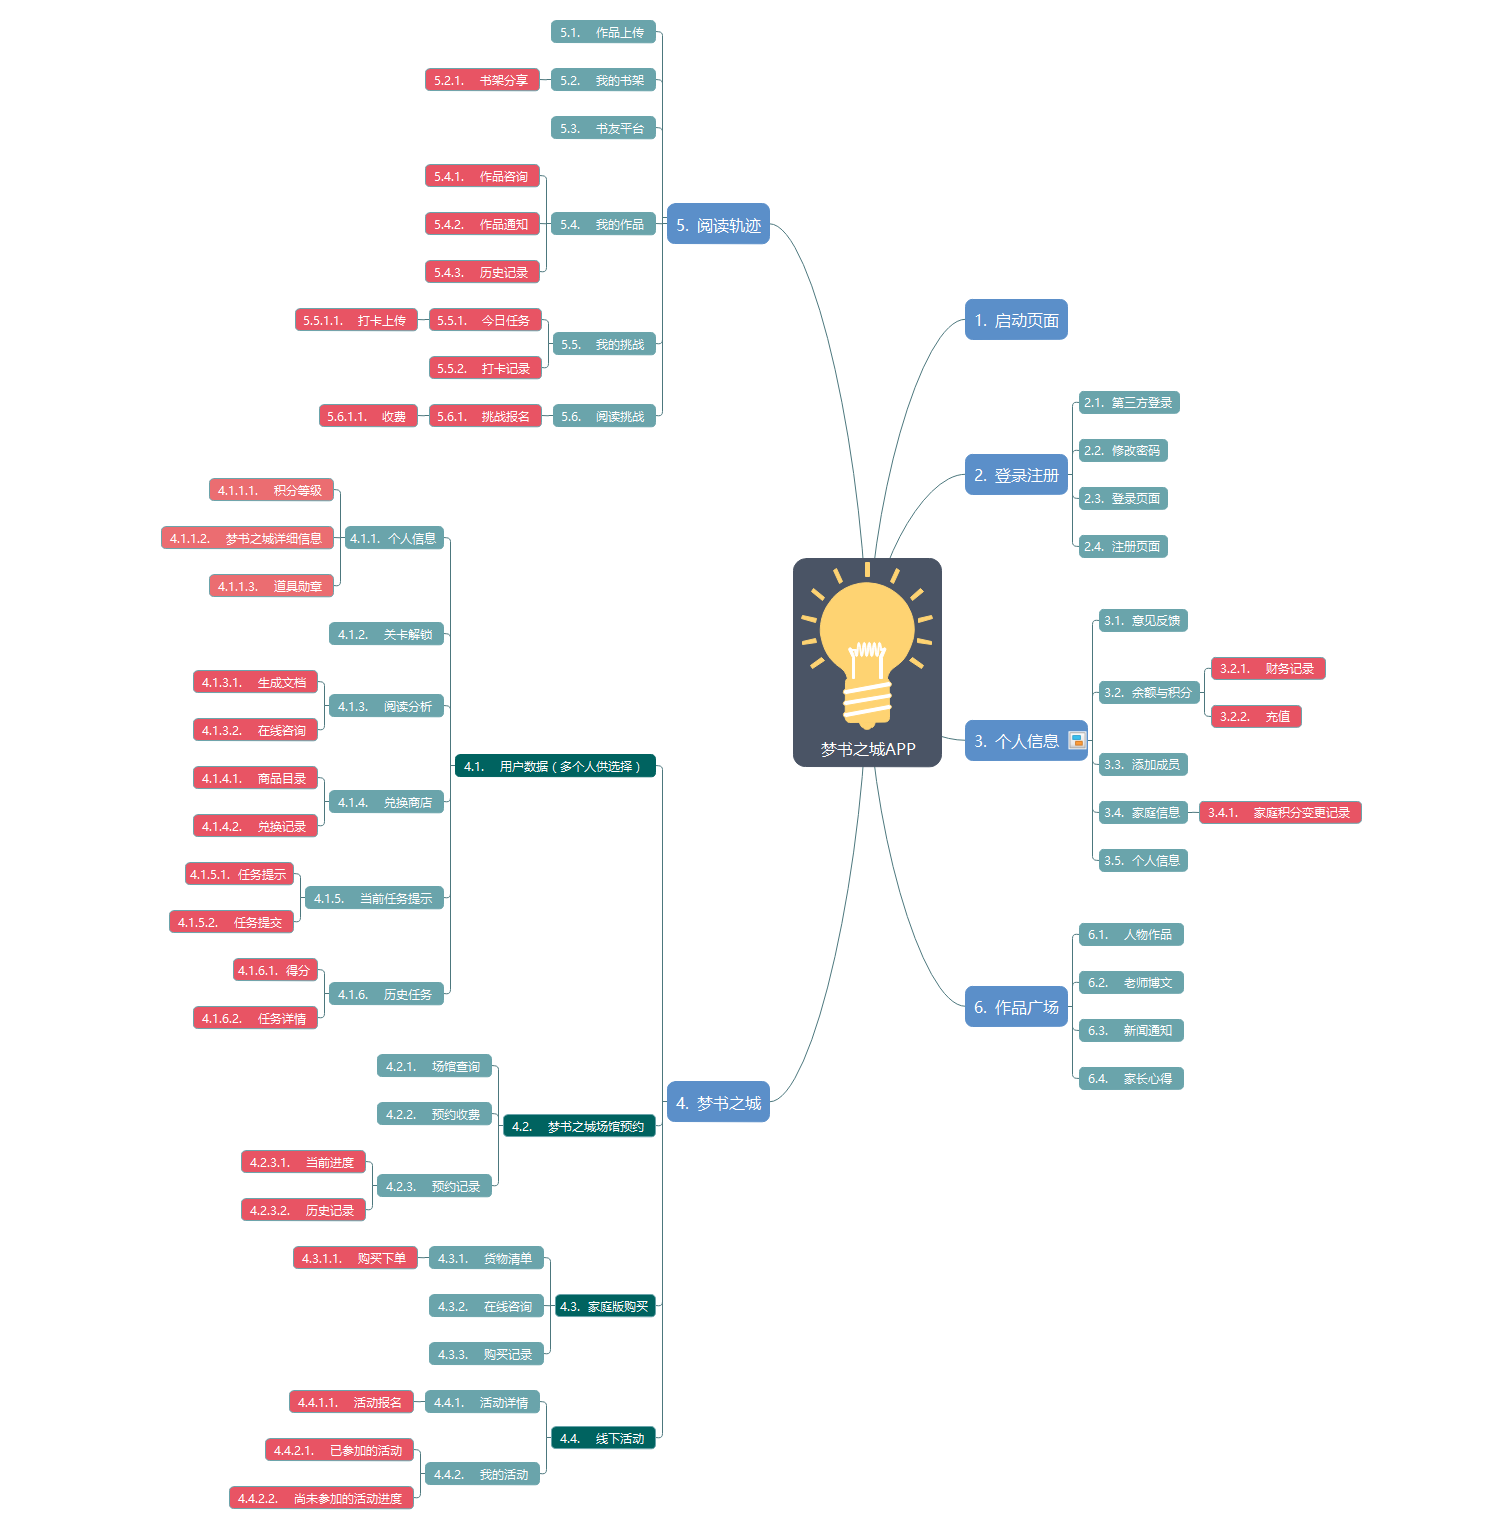 梦书之城APP
1. 启动页面
2. 登录注册
2.1. 第三方登录
2.2. 修改密码
2.3. 登录页面
2.4. 注册页面
3. 个人信息
3.1. 意见反馈
3.2. 余额与积分
3.2.1. 财务记录
3.2.2. 充值
3.3. 添加成员
3.4. 家庭信息
3.4.1. 家庭积分变更记录
3.5. 个人信息
4. 梦书之城
4.1. 用户数据（多个人供选择）
4.1.1. 个人信息
4.1.1.1. 积分等级
4.1.1.2. 梦书之城详细信息
4.1.1.3. 道具勋章
4.1.2. 关卡解锁
4.1.3. 阅读分析
4.1.3.1. 生成文档
4.1.3.2. 在线咨询
4.1.4. 兑换商店
4.1.4.1. 商品目录
4.1.4.2. 兑换记录
4.1.5. 当前任务提示
4.1.5.1. 任务提示
4.1.5.2. 任务提交
4.1.6. 历史任务
4.1.6.1. 得分
4.1.6.2. 任务详情
4.2. 梦书之城场馆预约
4.2.1. 场馆查询
4.2.2. 预约收费
4.2.3. 预约记录
4.2.3.1. 当前进度
4.2.3.2. 历史记录
4.3. 家庭版购买
4.3.1. 货物清单
4.3.1.1. 购买下单
4.3.2. 在线咨询
4.3.3. 购买记录
4.4. 线下活动
4.4.1. 活动详情
4.4.1.1. 活动报名
4.4.2. 我的活动
4.4.2.1. 已参加的活动
4.4.2.2. 尚未参加的活动进度
5. 阅读轨迹
5.1. 作品上传
5.2. 我的书架
5.2.1. 书架分享
5.3. 书友平台
5.4. 我的作品
5.4.1. 作品咨询
5.4.2. 作品通知
5.4.3. 历史记录
5.5. 我的挑战
5.5.1. 今日任务
5.5.1.1. 打卡上传
5.5.2. 打卡记录
5.6. 阅读挑战
5.6.1. 挑战报名
5.6.1.1. 收费
6. 作品广场
6.1. 人物作品
6.2. 老师博文
6.3. 新闻通知
6.4. 家长心得